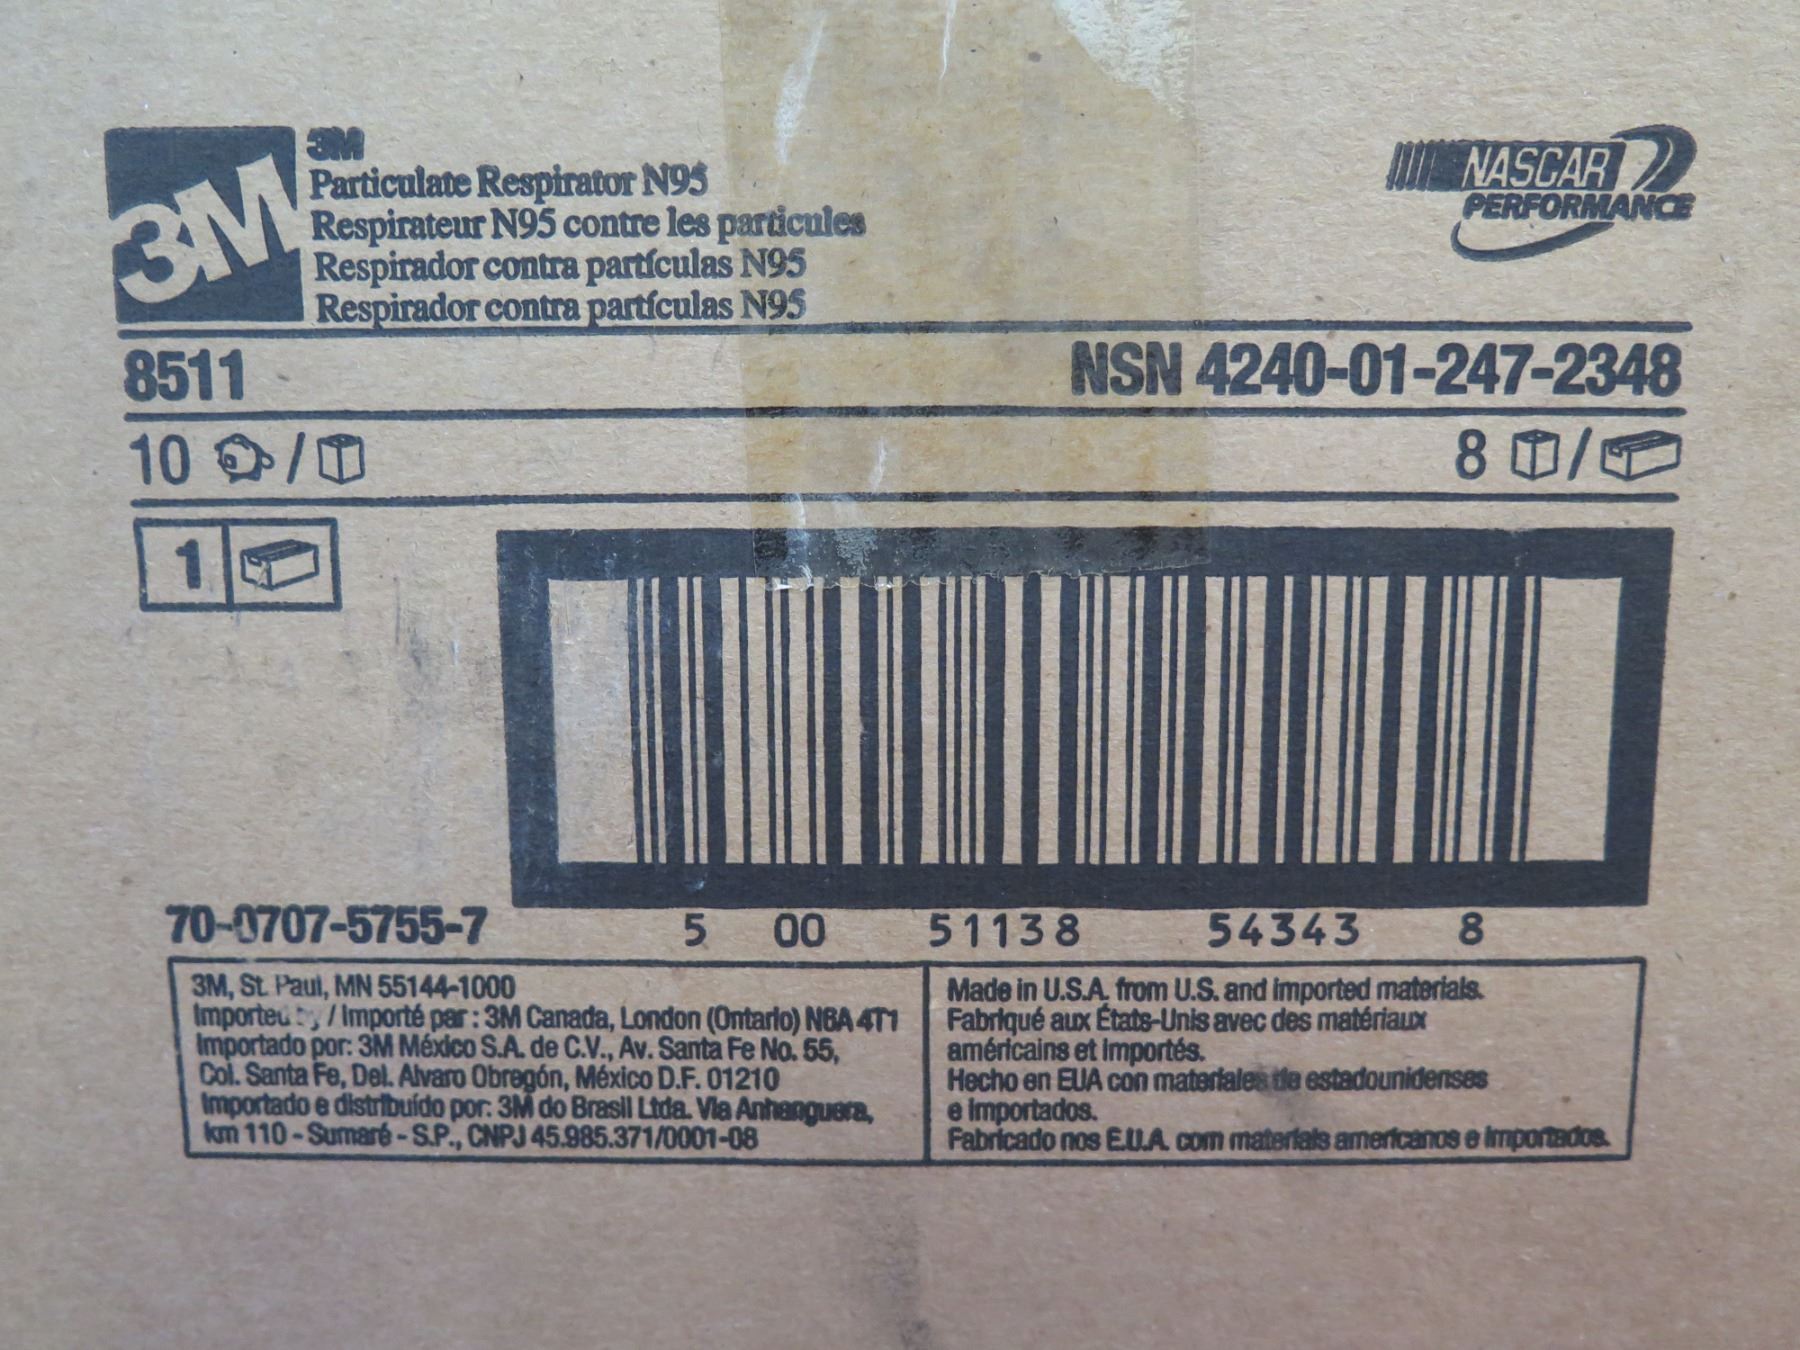 3M
3M
Particulate Respirator N95
Respirateur N95 contre les particules
Respirador contra partículas N95
Respirador contra partículas N95
NASCAR
PERFORMANCE
8511
NSN 4240-01-247-2348
10 /
8 /
1
70-0707-5755-7
5 00 51138 54343 8
3M, St. Paul, MN 55144-1000
Imported by / Importé par : 3M Canada, London (Ontario) N6A 4T1
Importado por: 3M México S.A. de C.V., Av. Santa Fe No. 55,
Col. Santa Fe, Del. Alvaro Obregón, México D.F. 01210
Importado e distribuído por: 3M do Brasil Ltda. Via Anhanguera,
km 110 - Sumaré - S.P., CNPJ 45.985.371/0001-08
Made in U.S.A. from U.S. and imported materials.
Fabriqué aux États-Unis avec des matériaux
américains et importés.
Hecho en EUA con materiales de estadounidenses
e importados.
Fabricado nos E.U.A. com materiais americanos e importados.